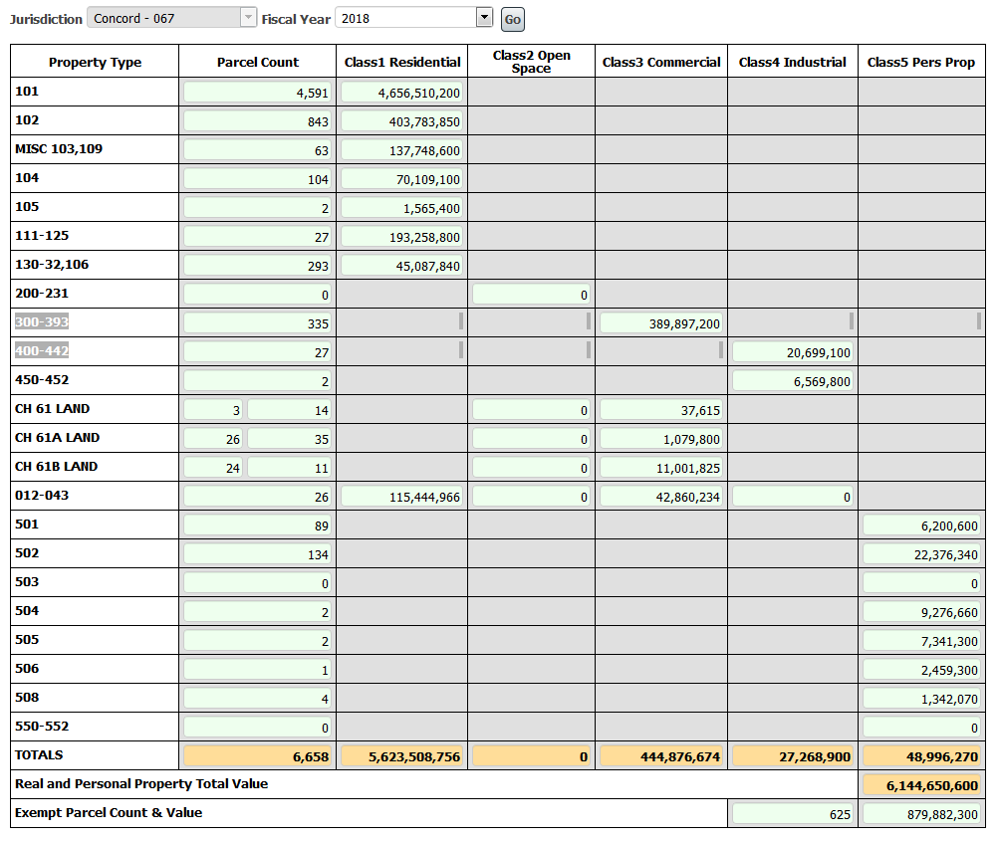 Jurisdiction Concord - 067 Fiscal Year 2018 Go
Property Type Parcel Count Class1 Residential Class2 Open Space Class3 Commercial Class4 Industrial Class5 Pers Prop
101 4,591 4,656,510,200
102 843 403,783,850
MISC 103,109 63 137,748,600
104 104 70,109,100
105 2 1,565,400
111-125 27 193,258,800
130-32,106 293 45,087,840
200-231 0 0
300-393 335 389,897,200
400-442 27 20,699,100
450-452 2 6,569,800
CH 61 LAND 3 14 0 37,615
CH 61A LAND 26 35 0 1,079,800
CH 61B LAND 24 11 0 11,001,825
012-043 26 115,444,966 0 42,860,234 0
501 89 6,200,600
502 134 22,376,340
503 0 0
504 2 9,276,660
505 2 7,341,300
506 1 2,459,300
508 4 1,342,070
550-552 0 0
TOTALS 6,658 5,623,508,756 0 444,876,674 27,268,900 48,996,270
Real and Personal Property Total Value 6,144,650,600
Exempt Parcel Count & Value 625 879,882,300